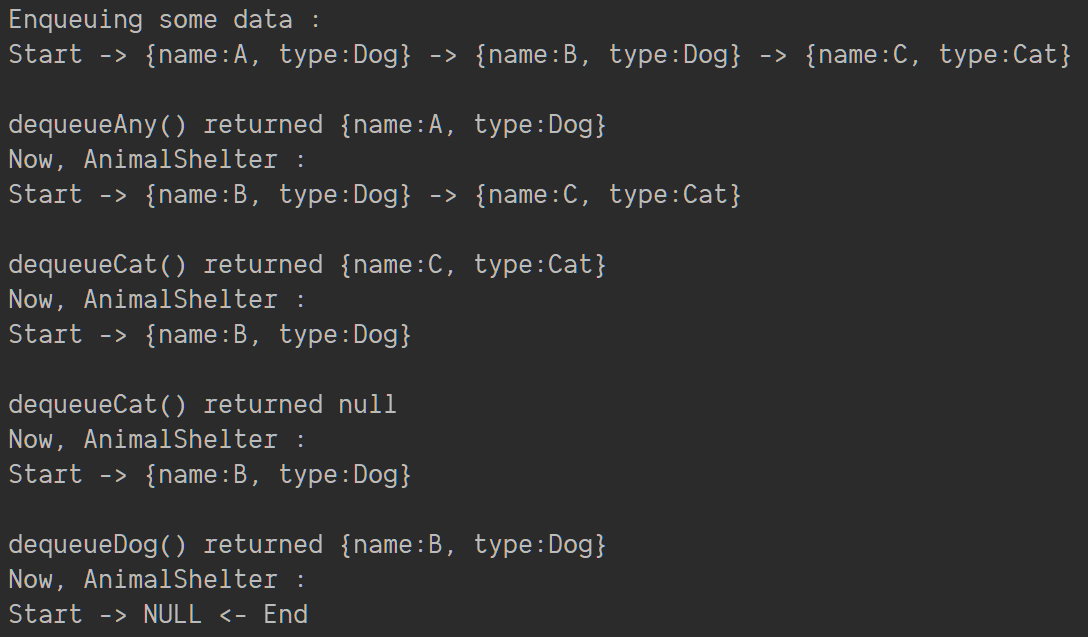 Enqueuing some data :
Start -> {name:A, type:Dog} -> {name:B, type:Dog} -> {name:C, type:Cat}
dequeueAny() returned {name:A, type:Dog}
Now, AnimalShelter :
Start -> {name:B, type:Dog} -> {name:C, type:Cat}
dequeueCat() returned {name:C, type:Cat}
Now, AnimalShelter :
Start -> {name:B, type:Dog}
dequeueCat() returned null
Now, AnimalShelter :
Start -> {name:B, type:Dog}
dequeueDog() returned {name:B, type:Dog}
Now, AnimalShelter :
Start -> NULL <- End